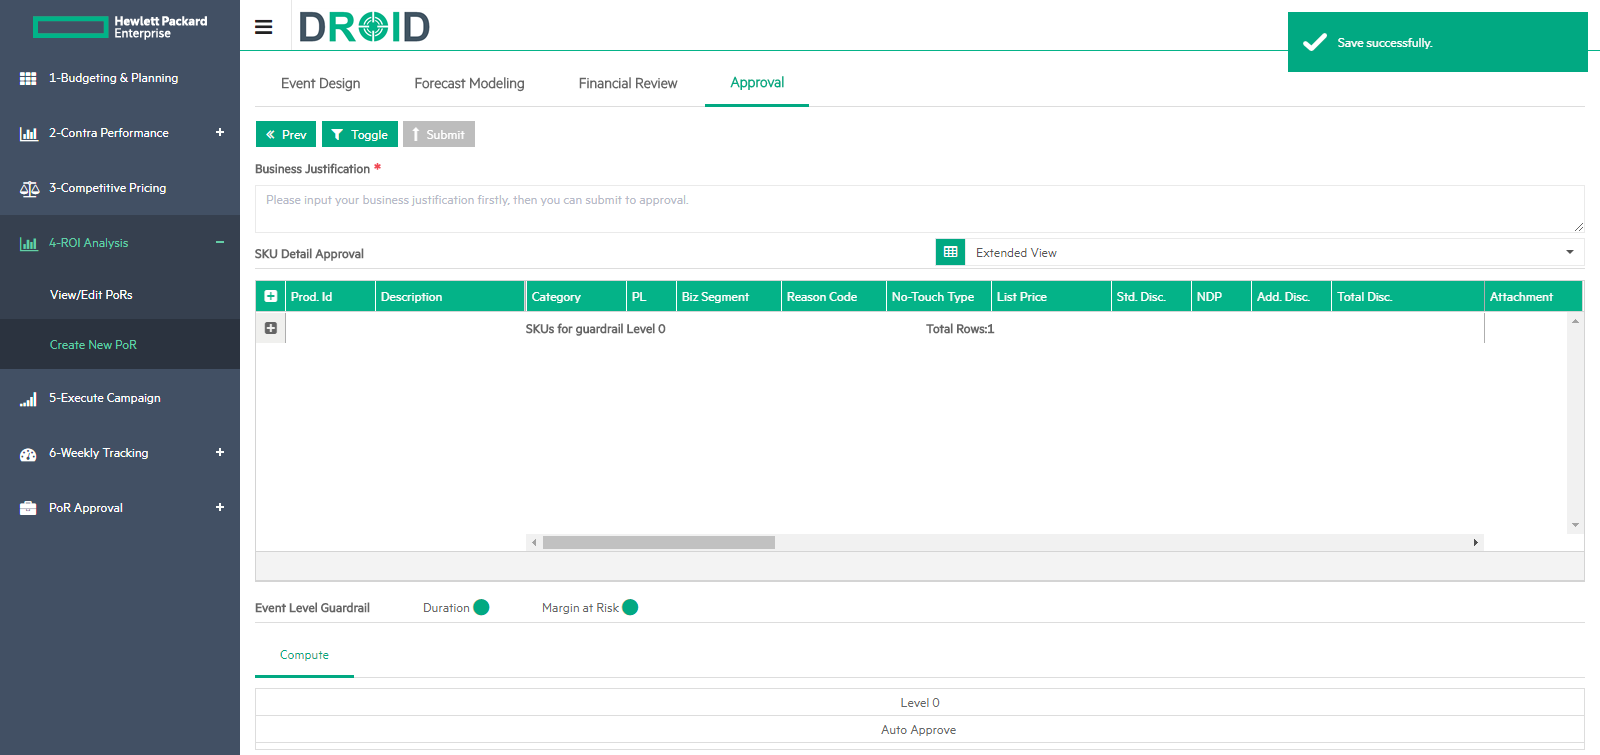 Hewlett Packard
Enterprise
DROID
Save successfully.
1-Budgeting & Planning
2-Contra Performance
3-Competitive Pricing
4-ROI Analysis
View/Edit PoRs
Create New PoR
5-Execute Campaign
6-Weekly Tracking
PoR Approval
Event Design Forecast Modeling Financial Review Approval
Prev Toggle Submit
Business Justification *
Please input your business justification firstly, then you can submit to approval.
SKU Detail Approval Extended View
Prod. Id Description Category PL Biz Segment Reason Code No-Touch Type List Price Std. Disc. NDP Add. Disc. Total Disc. Attachment
SKUs for guardrail Level 0 Total Rows:1
Event Level Guardrail Duration Margin at Risk
Compute
Level 0
Auto Approve